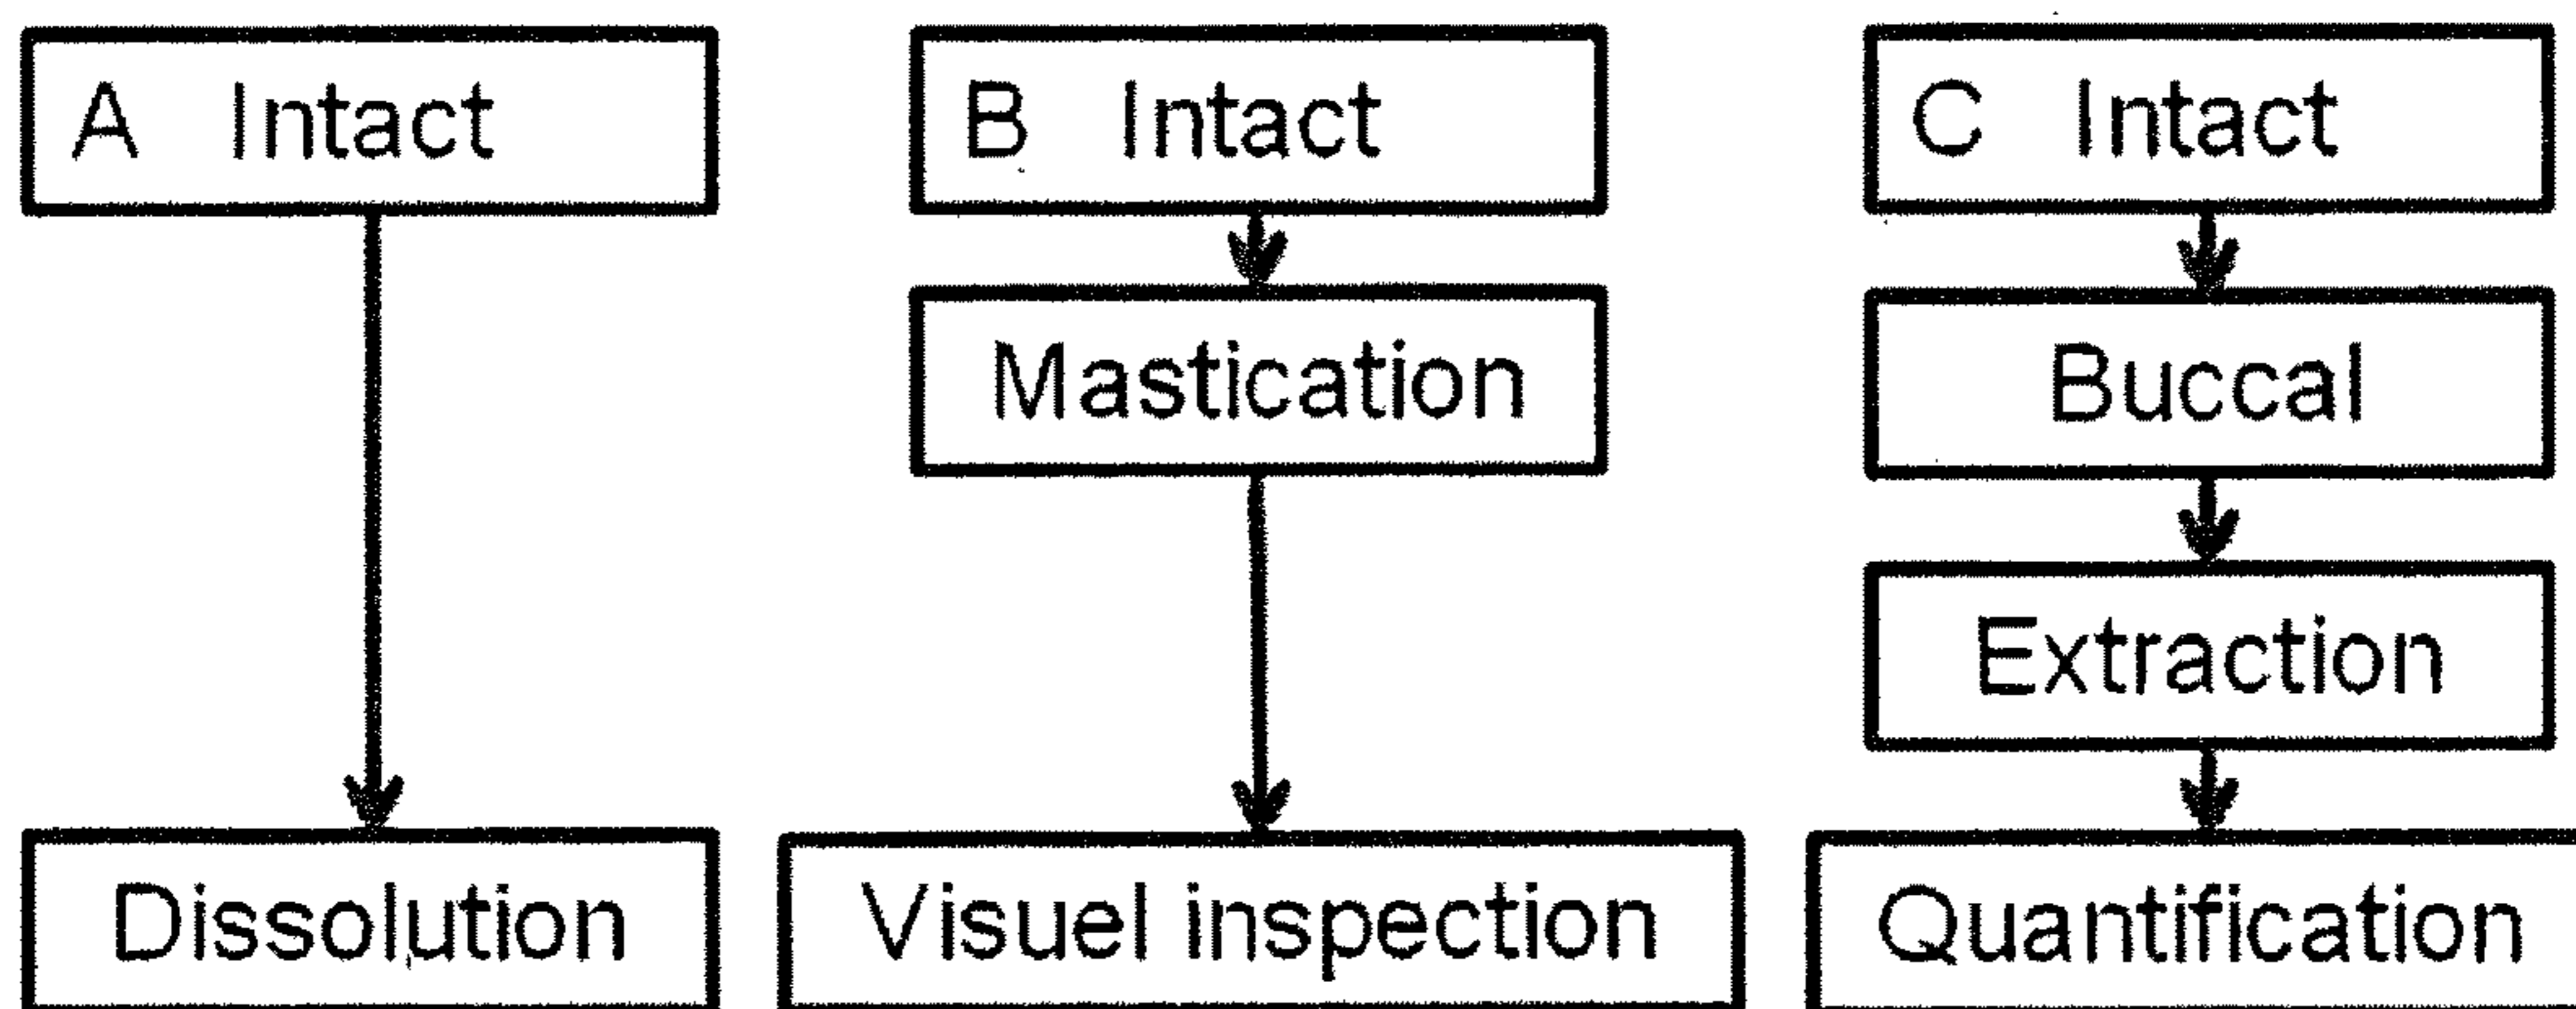 A Intact
B Intact
C Intact
Mastication
Buccal
Extraction
Dissolution
Visuel inspection
Quantification